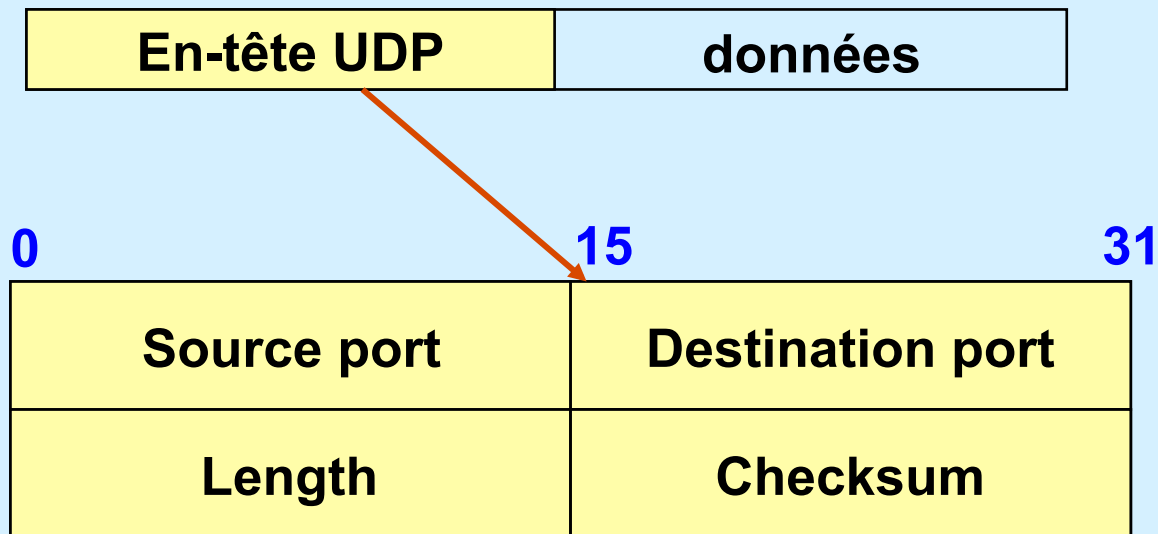 En-tête UDP données
0 15 31
Source port Destination port
Length Checksum